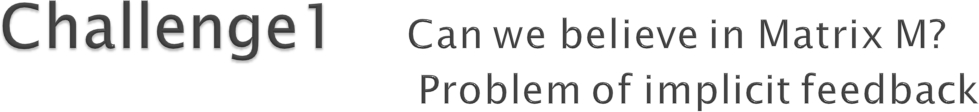 Challenge1 Can we believe in Matrix M?
Problem of implicit feedback